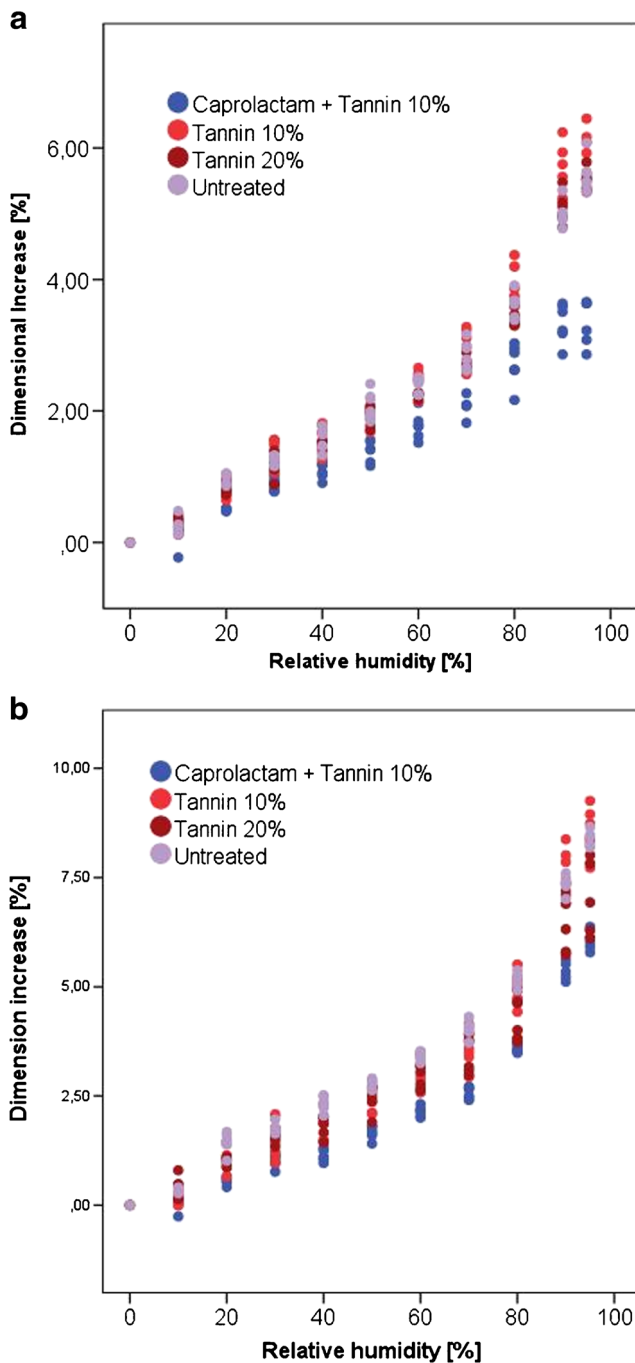 a
Caprolactam + Tannin 10%
Tannin 10%
Tannin 20%
Untreated
Dimensional Increase [%]
6,00
4,00
2,00
,00
0 20 40 60 80 100
Relative humidity [%]
b
Caprolactam + Tannin 10%
Tannin 10%
Tannin 20%
Untreated
Dimension increase [%]
10,00
7,50
5,00
2,50
,00
0 20 40 60 80 100
Relative humidity [%]